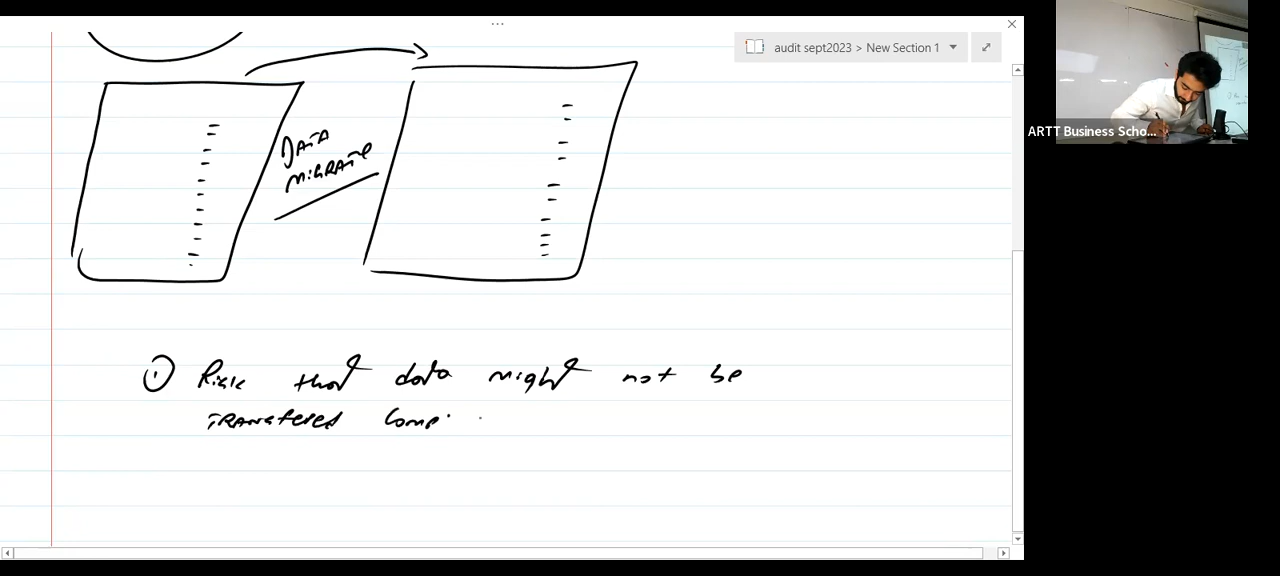 audit sept2023 > New Section 1
DATA
MIGRATE
ARTT Business Scho...
① Risk that data might not be
TRANSfered Comp.